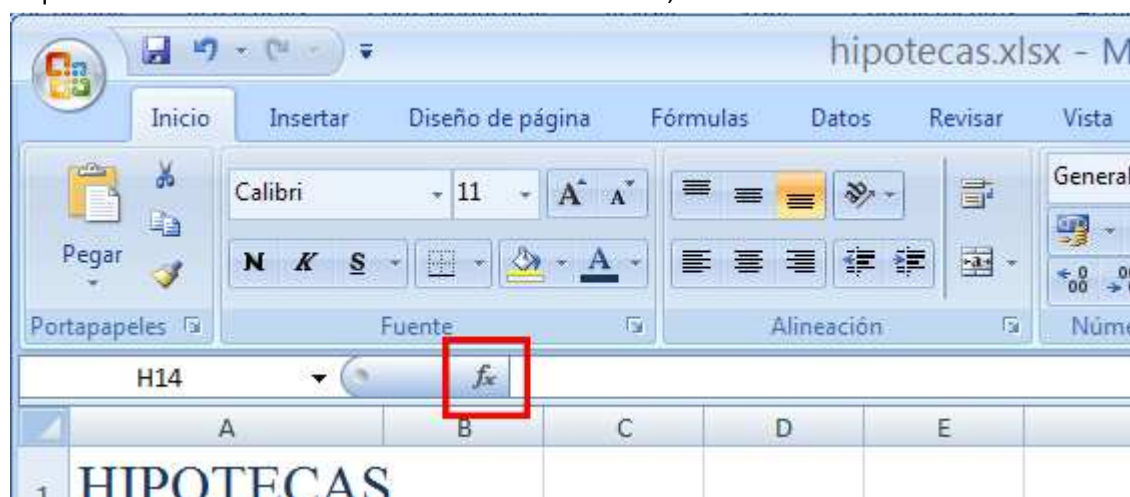 hipotecas.xlsx - M
Inicio Insertar Diseño de página Fórmulas Datos Revisar Vista
Calibri 11 A A General
Pegar N K S A a
Portapapeles Fuente Alineación Núme
H14 fx
A B C D E
1 HIPOTECAS